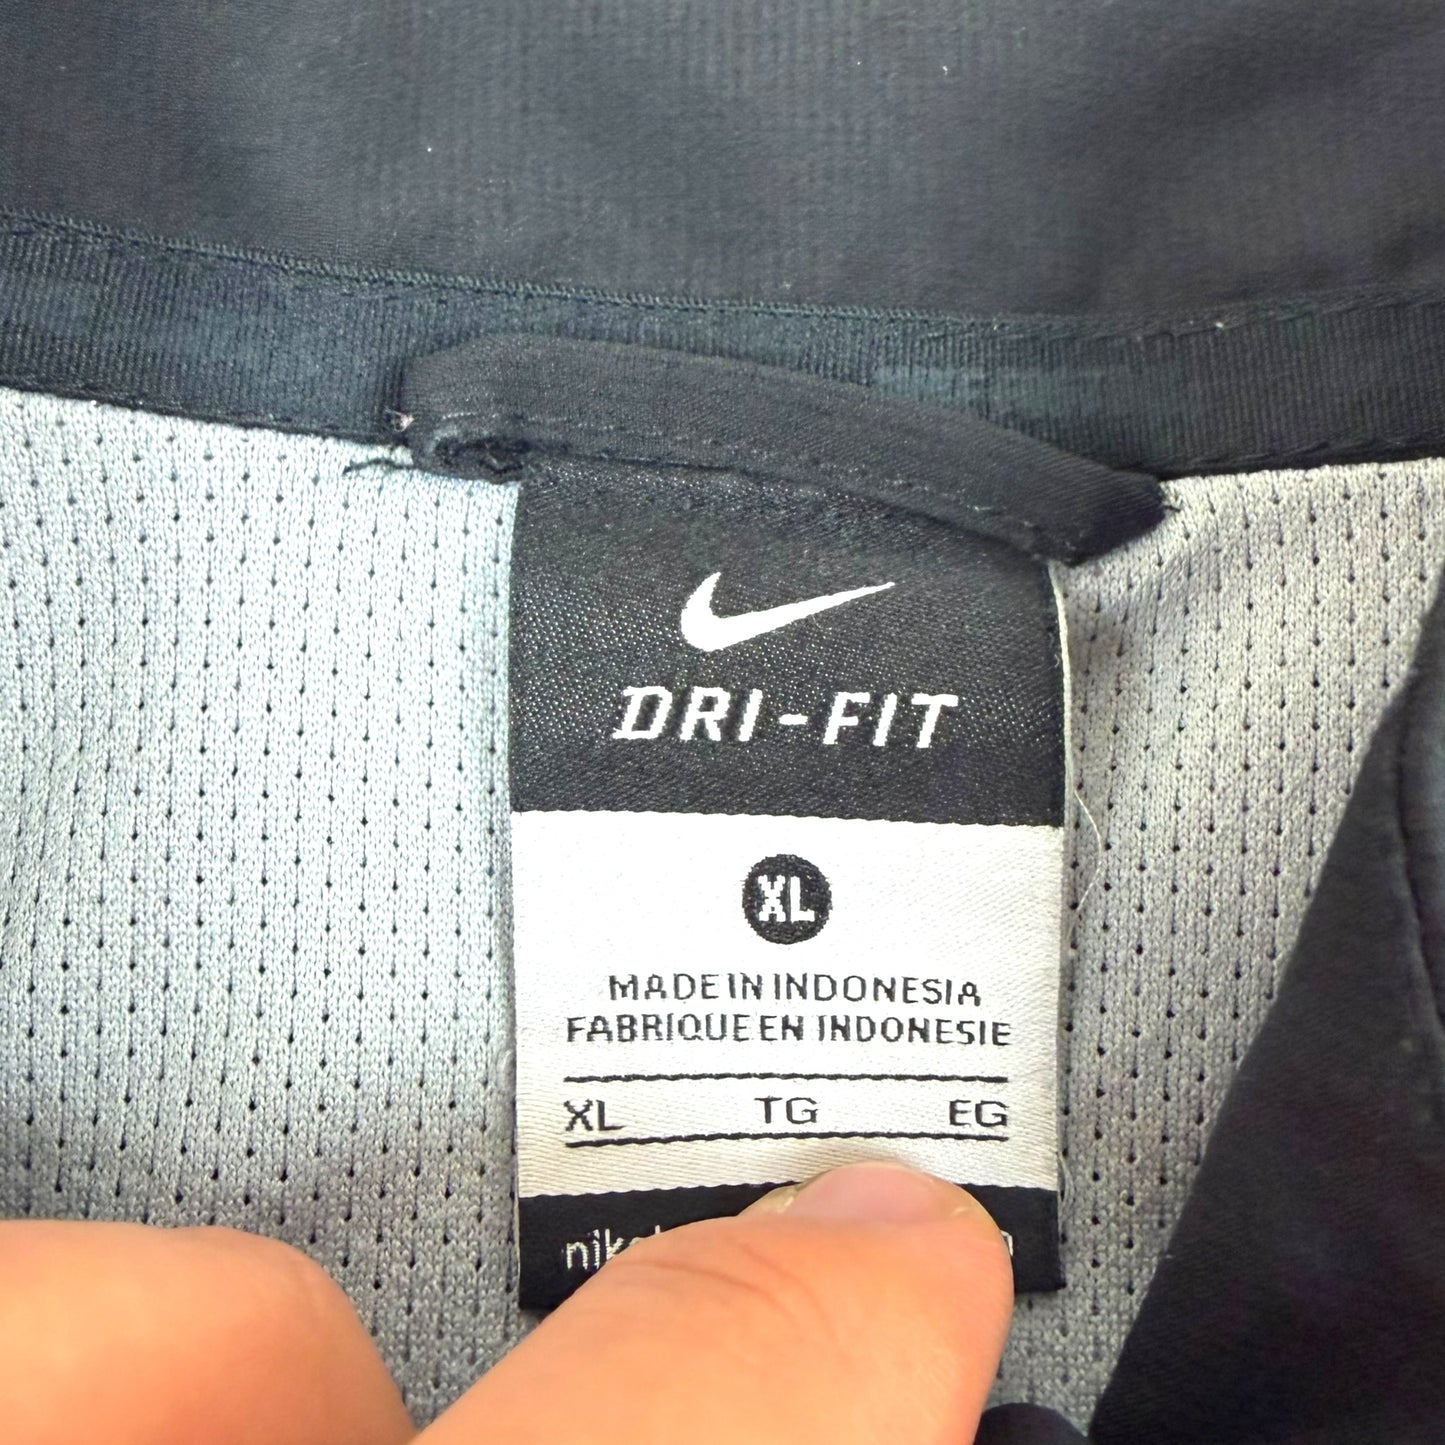 DRI-FIT
XL
MADE IN INDONESIA
FABRIQUE EN INDONESIE
XL TG EG